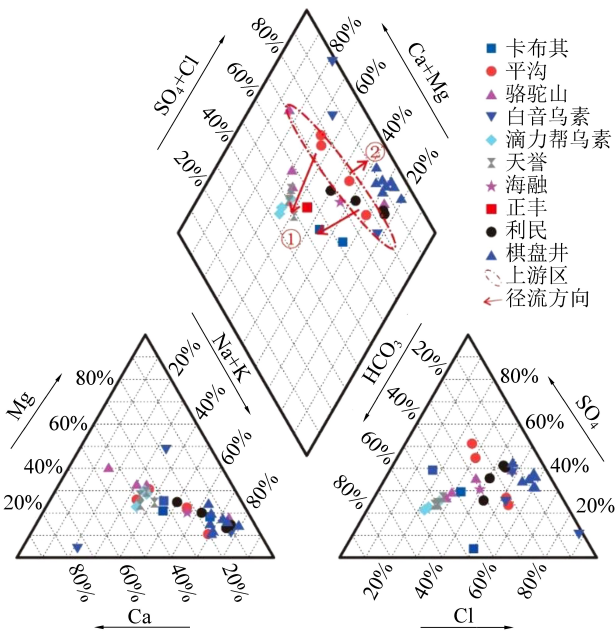 80%
80%
60%
60%
40%
40%
20%
20%
SO₄+Cl
Ca+Mg
①
②
卡布其
平沟
骆驼山
白音乌素
滴力帮乌素
天誉
海融
正丰
利民
棋盘井
上游区
径流方向
Mg
Na+K
80%
60%
40%
20%
20%
40%
60%
80%
80%
60%
40%
20%
Ca
HCO₃
SO₄
20%
40%
60%
80%
80%
60%
40%
20%
20%
40%
60%
80%
Cl